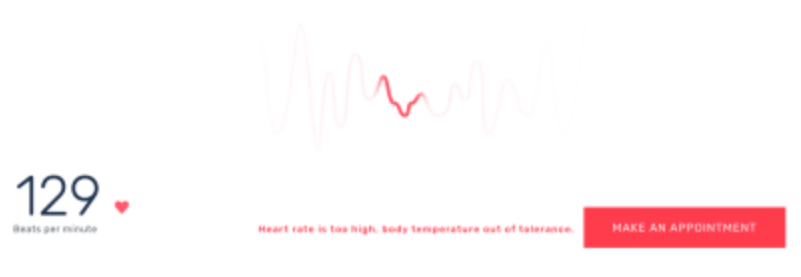 129
Beats per minute
Heart rate is too high, body temperature out of tolerance.
MAKE AN APPOINTMENT